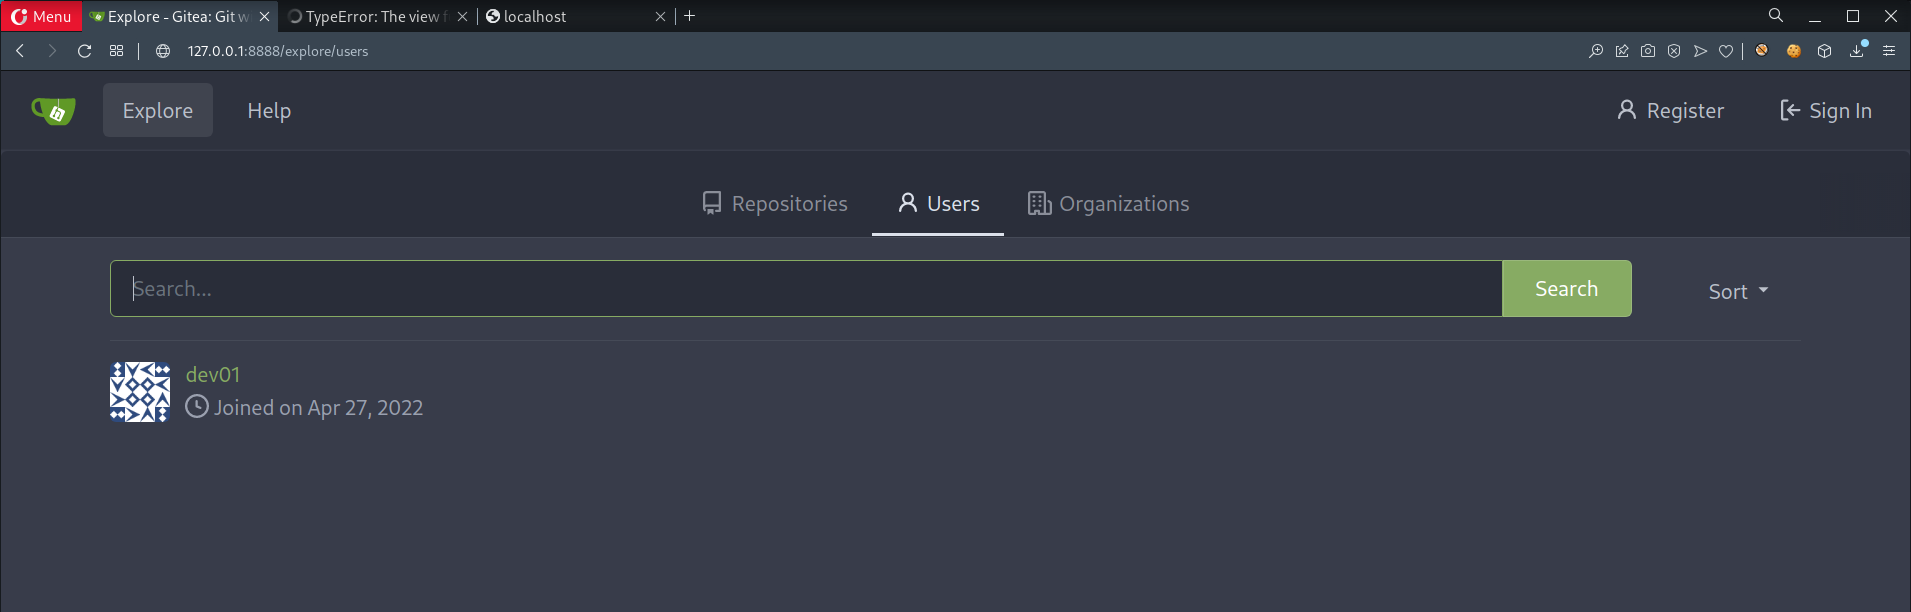 Menu
Explore - Gitea: Git w
TypeError: The view f
localhost
127.0.0.1:8888/explore/users
Explore
Help
Register
Sign In
Repositories
Users
Organizations
Search...
Search
Sort
dev01
Joined on Apr 27, 2022